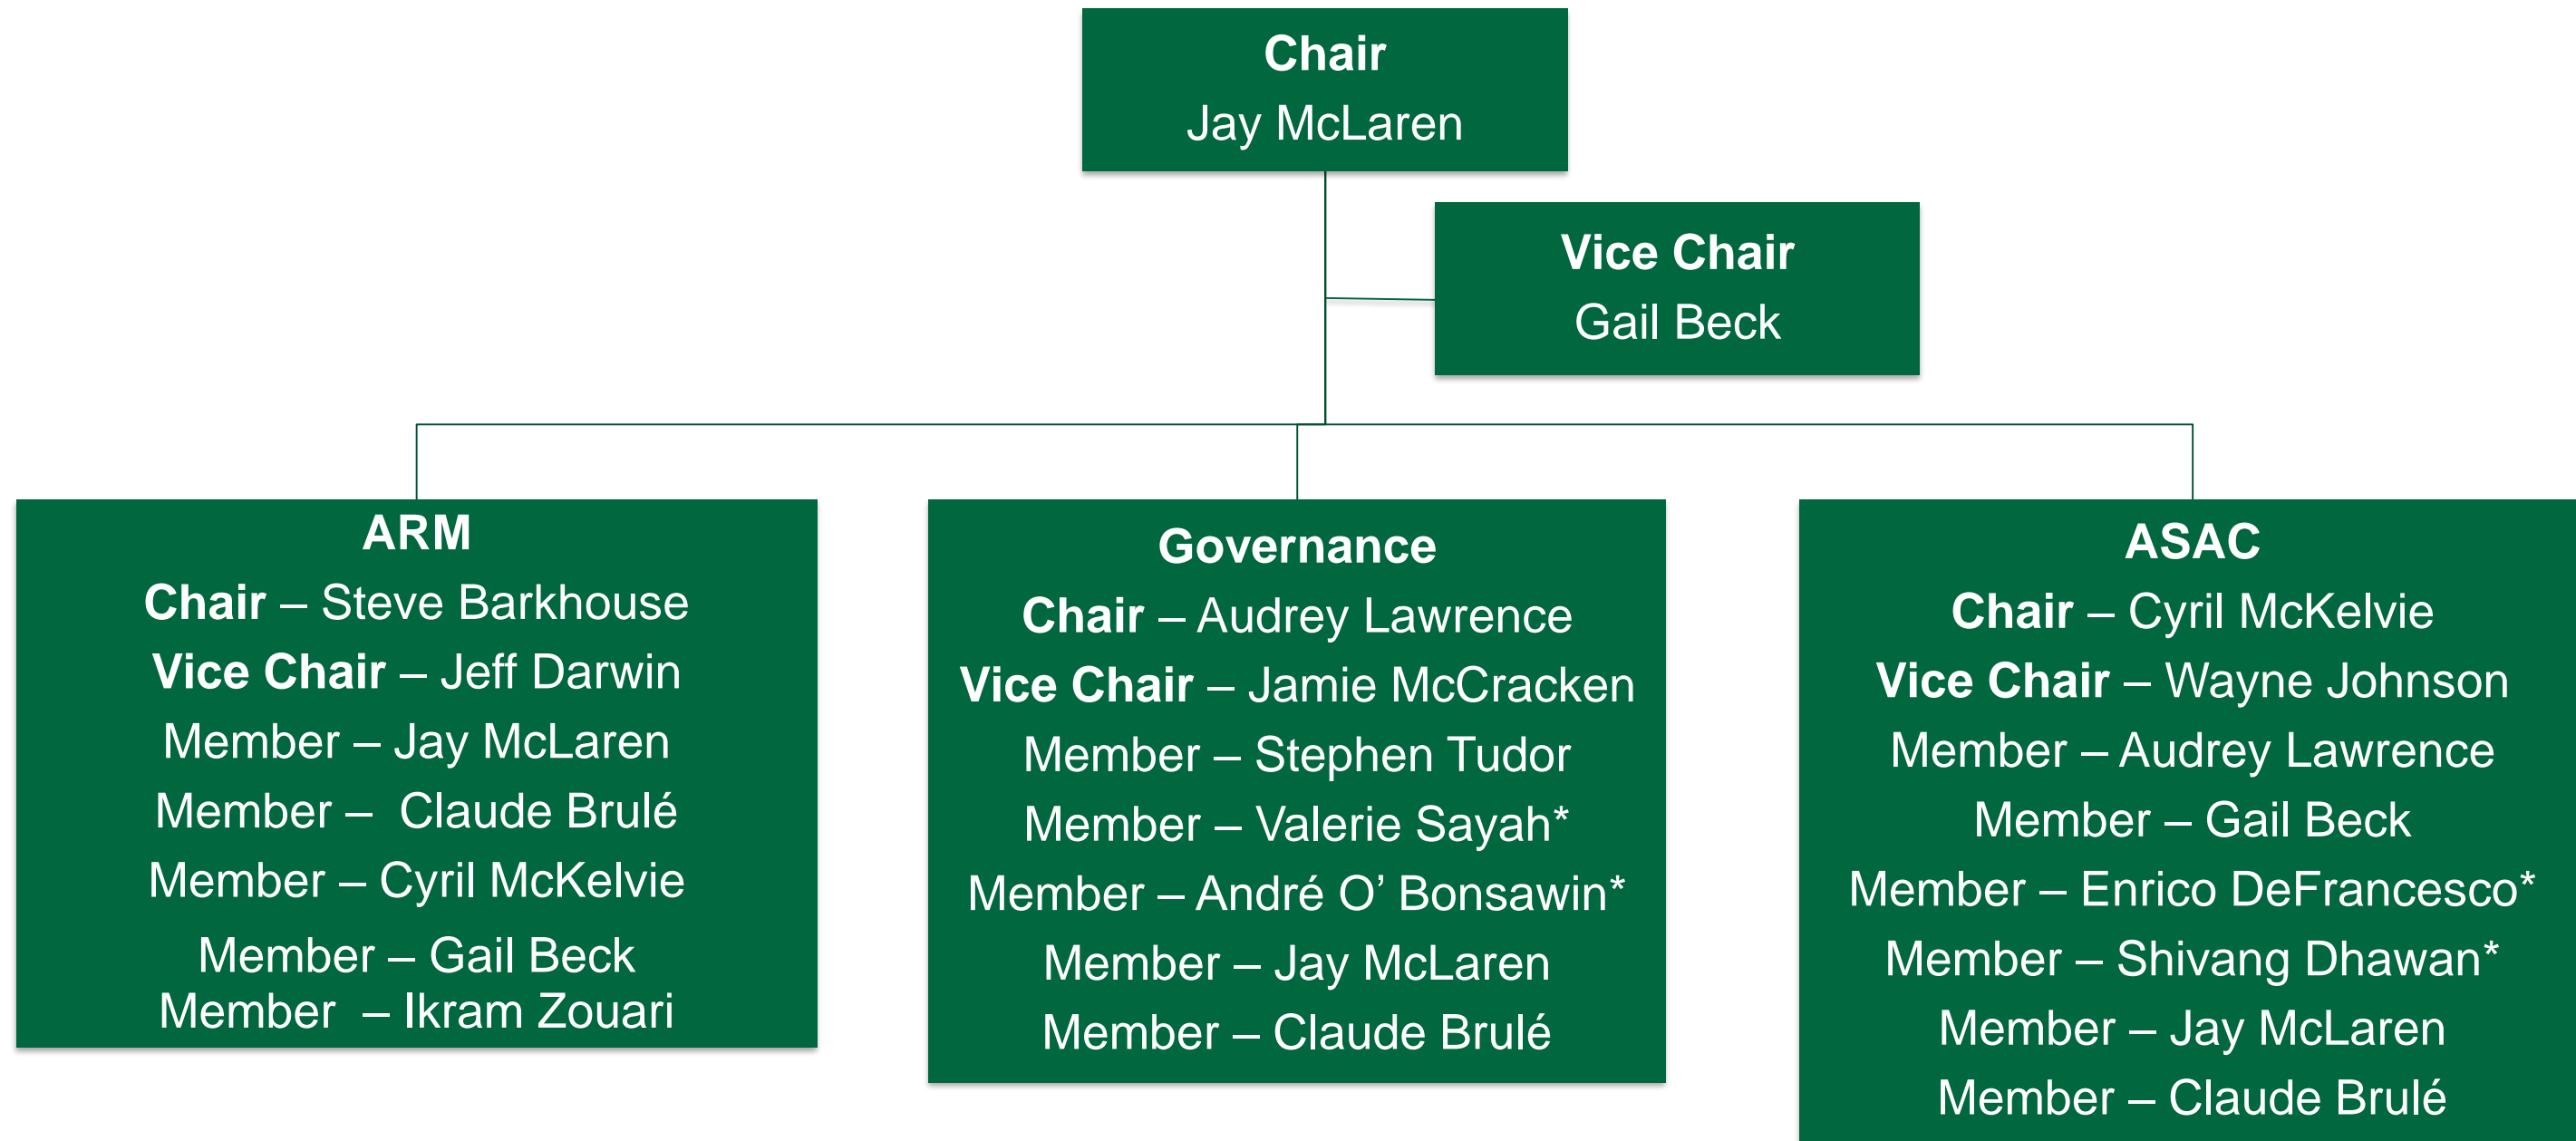 Chair
Jay McLaren
Vice Chair
Gail Beck
ARM
Chair – Steve Barkhouse
Vice Chair – Jeff Darwin
Member – Jay McLaren
Member – Claude Brulé
Member – Cyril McKelvie
Member – Gail Beck
Member – Ikram Zouari
Governance
Chair – Audrey Lawrence
Vice Chair – Jamie McCracken
Member – Stephen Tudor
Member – Valerie Sayah*
Member – André O’ Bonsawin*
Member – Jay McLaren
Member – Claude Brulé
ASAC
Chair – Cyril McKelvie
Vice Chair – Wayne Johnson
Member – Audrey Lawrence
Member – Gail Beck
Member – Enrico DeFrancesco*
Member – Shivang Dhawan*
Member – Jay McLaren
Member – Claude Brulé